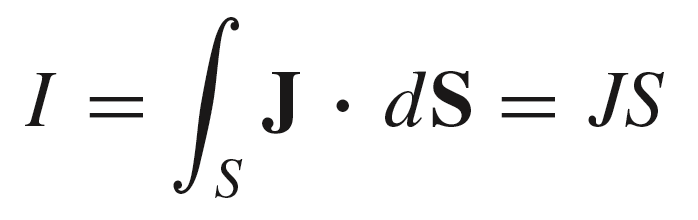 I = ∫_S J · dS = JS